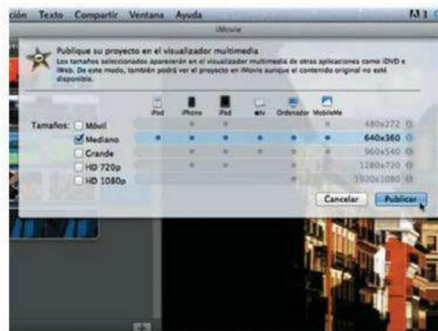 ción Texto Compartir Ventana Ayuda
iMovie
Publique su proyecto en el visualizador multimedia
Los tamaños seleccionados aparecerán en el visualizador multimedia de otras aplicaciones como iDVD e
iWeb. De este modo, también podrá ver el proyecto en iMovie aunque el contenido original no esté
disponible.
iPod iPhone iPad tv Ordenador MobileMe
Tamaños: Móvil 480x272
Mediano 640x360
Grande 960x540
HD 720p 1280x720
HD 1080p 1920x1080
Cancelar Publicar